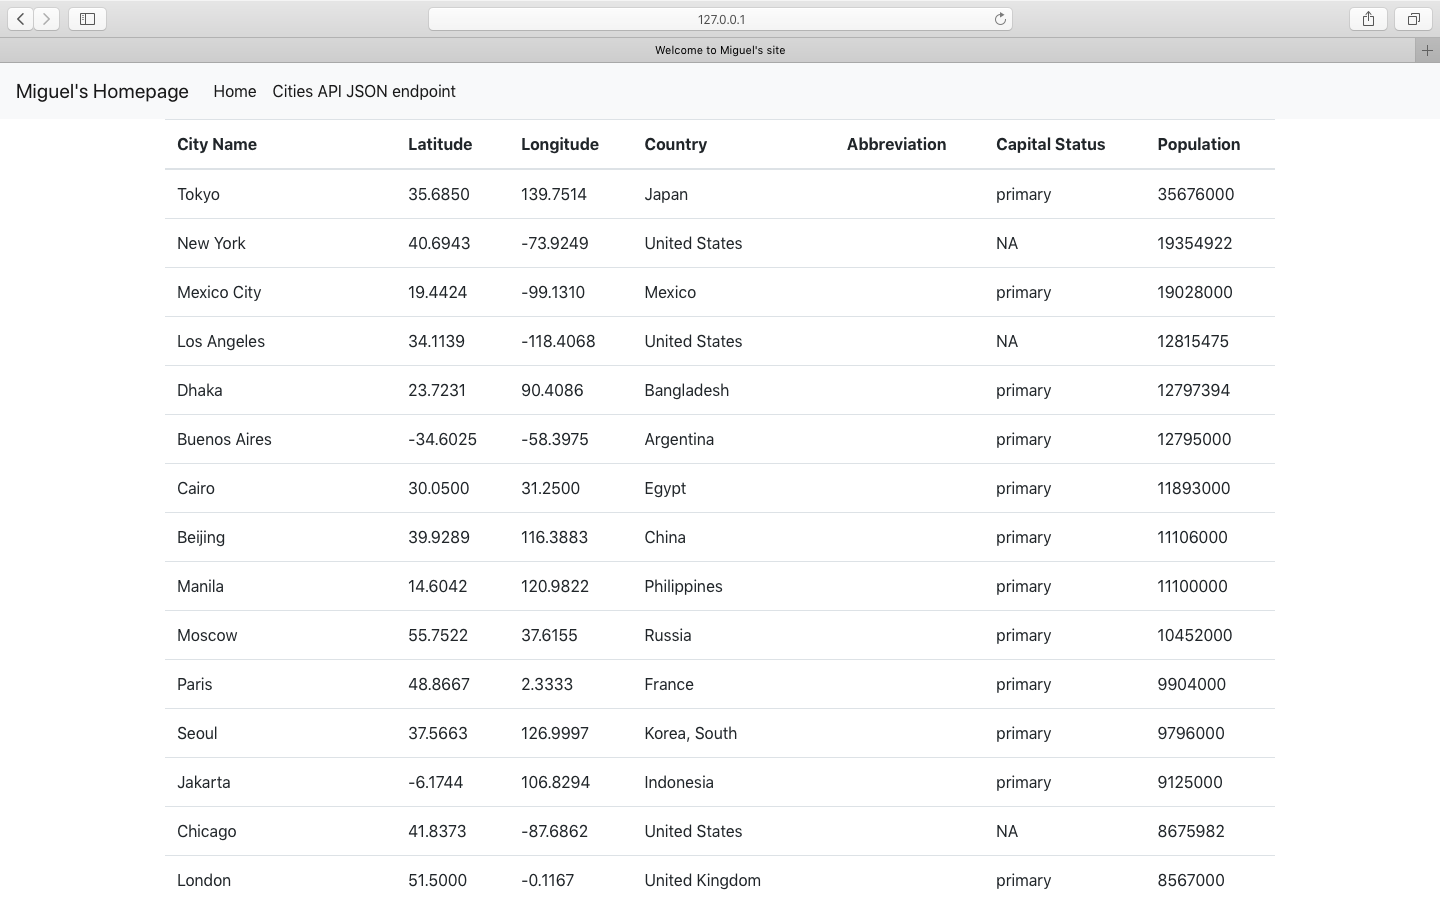 127.0.0.1
Welcome to Miguel's site
Miguel's Homepage Home Cities API JSON endpoint
City Name Latitude Longitude Country Abbreviation Capital Status Population
Tokyo 35.6850 139.7514 Japan primary 35676000
New York 40.6943 -73.9249 United States NA 19354922
Mexico City 19.4424 -99.1310 Mexico primary 19028000
Los Angeles 34.1139 -118.4068 United States NA 12815475
Dhaka 23.7231 90.4086 Bangladesh primary 12797394
Buenos Aires -34.6025 -58.3975 Argentina primary 12795000
Cairo 30.0500 31.2500 Egypt primary 11893000
Beijing 39.9289 116.3883 China primary 11106000
Manila 14.6042 120.9822 Philippines primary 11100000
Moscow 55.7522 37.6155 Russia primary 10452000
Paris 48.8667 2.3333 France primary 9904000
Seoul 37.5663 126.9997 Korea, South primary 9796000
Jakarta -6.1744 106.8294 Indonesia primary 9125000
Chicago 41.8373 -87.6862 United States NA 8675982
London 51.5000 -0.1167 United Kingdom primary 8567000